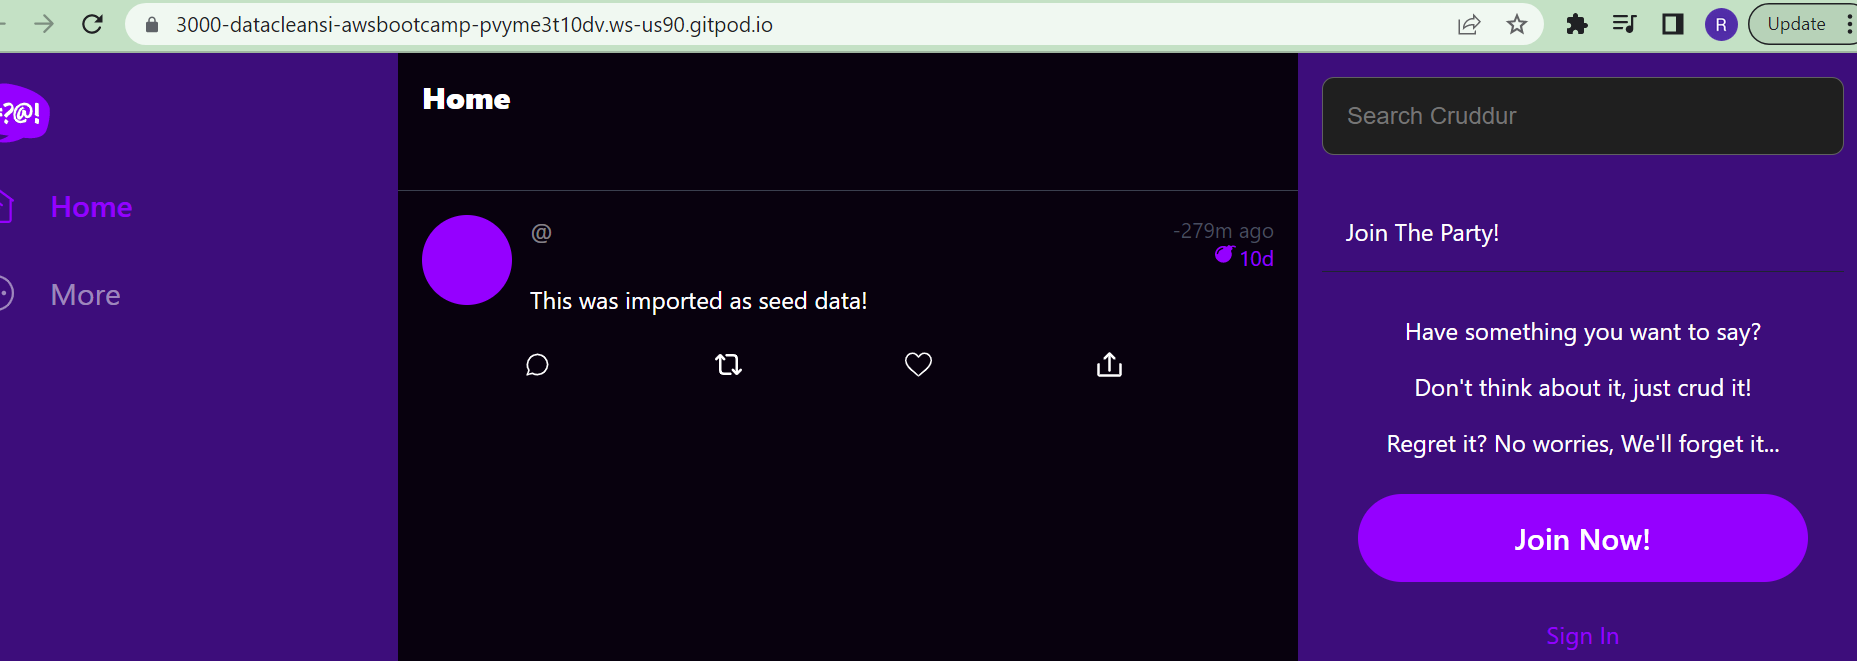 3000-datacleansi-awsbootcamp-pvyme3t10dv.ws-us90.gitpod.io
R
Update
?@!
Home
More
Home
@
-279m ago
10d
This was imported as seed data!
Search Cruddur
Join The Party!
Have something you want to say?
Don't think about it, just crud it!
Regret it? No worries, We'll forget it...
Join Now!
Sign In